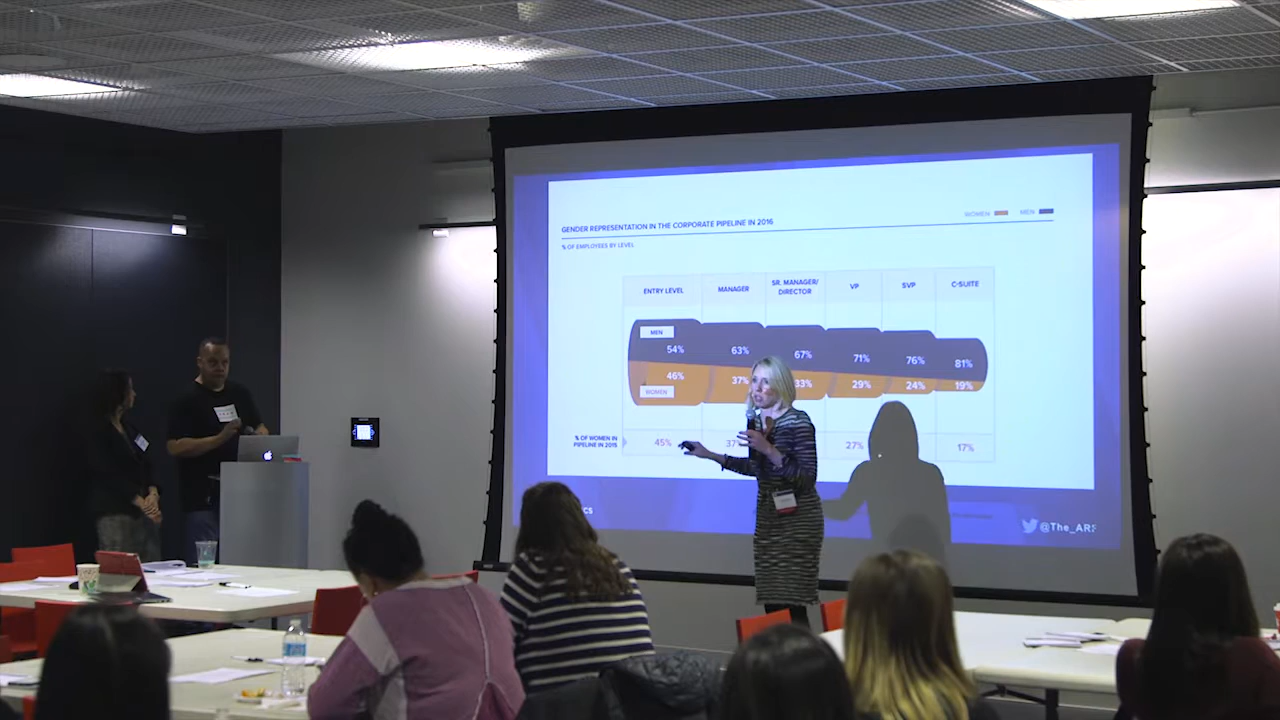 WOMEN MEN
GENDER REPRESENTATION IN THE CORPORATE PIPELINE IN 2016
% OF EMPLOYEES BY LEVEL
ENTRY LEVEL MANAGER SR. MANAGER/ VP SVP C-SUITE
DIRECTOR
MEN
54% 63% 67% 71% 76% 81%
46% 37% 33% 29% 24% 19%
WOMEN
% OF WOMEN IN
PIPELINE IN 2015
45% 37 27% 17%
CS
@The_AR